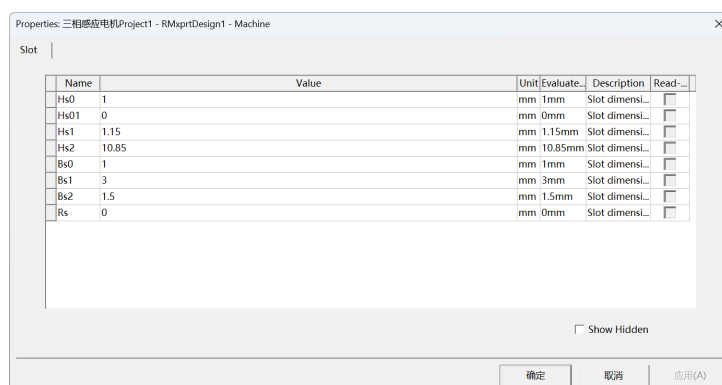 Properties: 三相感应电机Project1 - RMxprtDesign1 - Machine
Slot
Name Value Unit Evaluate... Description Read-...
Hs0 1 mm 1mm Slot dimensi...
Hs01 0 mm 0mm Slot dimensi...
Hs1 1.15 mm 1.15mm Slot dimensi...
Hs2 10.85 mm 10.85mm Slot dimensi...
Bs0 1 mm 1mm Slot dimensi...
Bs1 3 mm 3mm Slot dimensi...
Bs2 1.5 mm 1.5mm Slot dimensi...
Rs 0 mm 0mm Slot dimensi...
Show Hidden
确定 取消 应用(A)